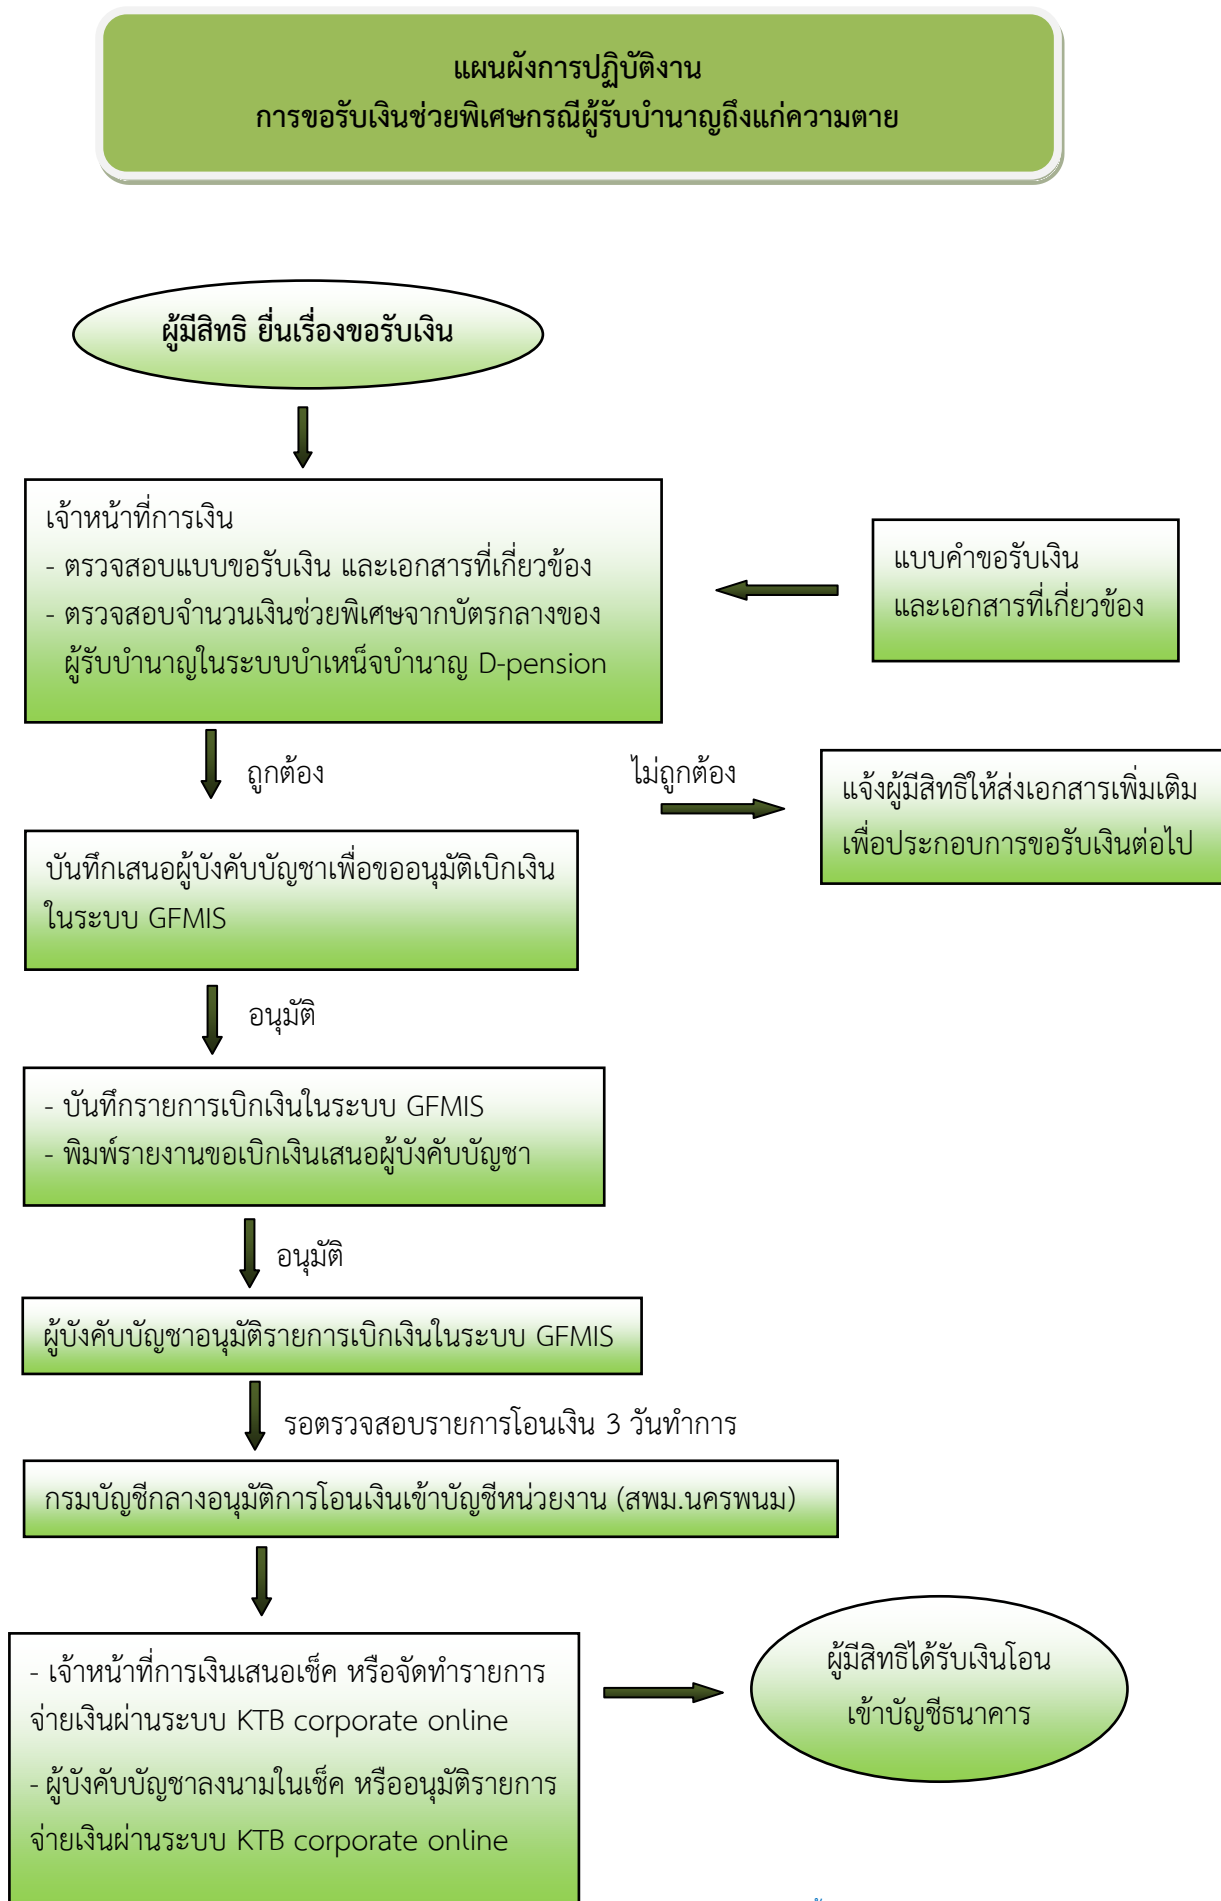 แผนผังการปฏิบัติงาน
การขอรับเงินช่วยพิเศษกรณีผู้รับบำนาญถึงแก่ความตาย
ผู้มีสิทธิ ยื่นเรื่องขอรับเงิน
เจ้าหน้าที่การเงิน
- ตรวจสอบแบบขอรับเงิน และเอกสารที่เกี่ยวข้อง
- ตรวจสอบจำนวนเงินช่วยพิเศษจากบัตรกลางของ
ผู้รับบำนาญในระบบบำเหน็จบำนาญ D-pension
แบบคำขอรับเงิน
และเอกสารที่เกี่ยวข้อง
ถูกต้อง
ไม่ถูกต้อง
แจ้งผู้มีสิทธิให้ส่งเอกสารเพิ่มเติม
เพื่อประกอบการขอรับเงินต่อไป
บันทึกเสนอผู้บังคับบัญชาเพื่อขออนุมัติเบิกเงิน
ในระบบ GFMIS
อนุมัติ
- บันทึกรายการเบิกเงินในระบบ GFMIS
- พิมพ์รายงานขอเบิกเงินเสนอผู้บังคับบัญชา
อนุมัติ
ผู้บังคับบัญชาอนุมัติรายการเบิกเงินในระบบ GFMIS
รอตรวจสอบรายการโอนเงิน 3 วันทำการ
กรมบัญชีกลางอนุมัติการโอนเงินเข้าบัญชีหน่วยงาน (สพม.นครพนม)
- เจ้าหน้าที่การเงินเสนอเช็ค หรือจัดทำรายการ
จ่ายเงินผ่านระบบ KTB corporate online
- ผู้บังคับบัญชาลงนามในเช็ค หรืออนุมัติรายการ
จ่ายเงินผ่านระบบ KTB corporate online
ผู้มีสิทธิได้รับเงินโอน
เข้าบัญชีธนาคาร